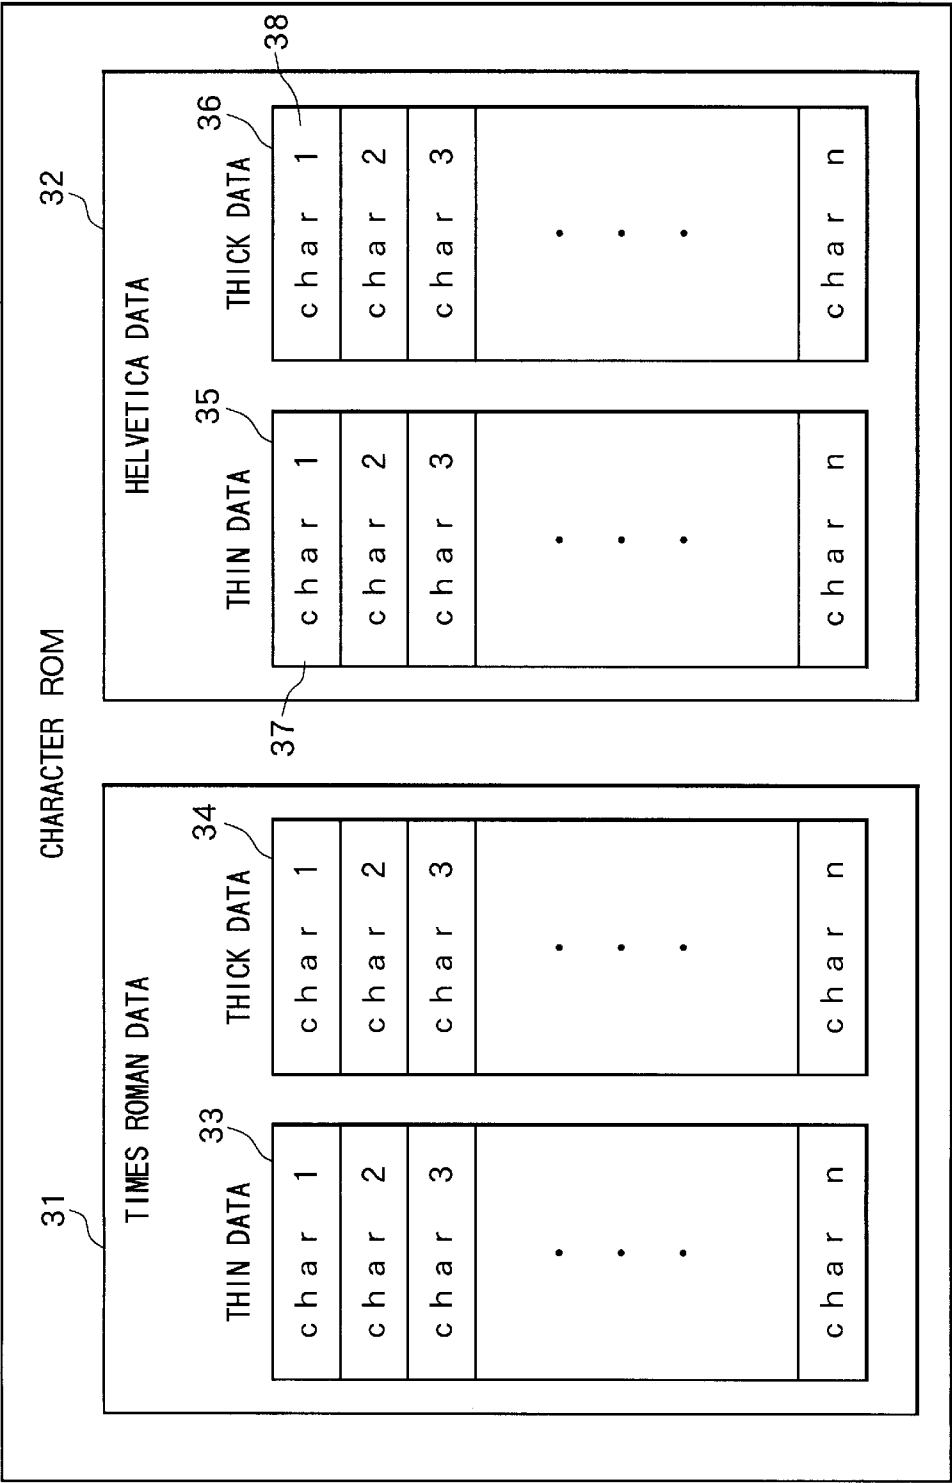 CHARACTER ROM
31
TIMES ROMAN DATA
THIN DATA
33
char 1
char 2
char 3
char n
THICK DATA
34
char 1
char 2
char 3
char n
32
HELVETICA DATA
THIN DATA
35
37
char 1
char 2
char 3
char n
THICK DATA
36
38
char 1
char 2
char 3
char n